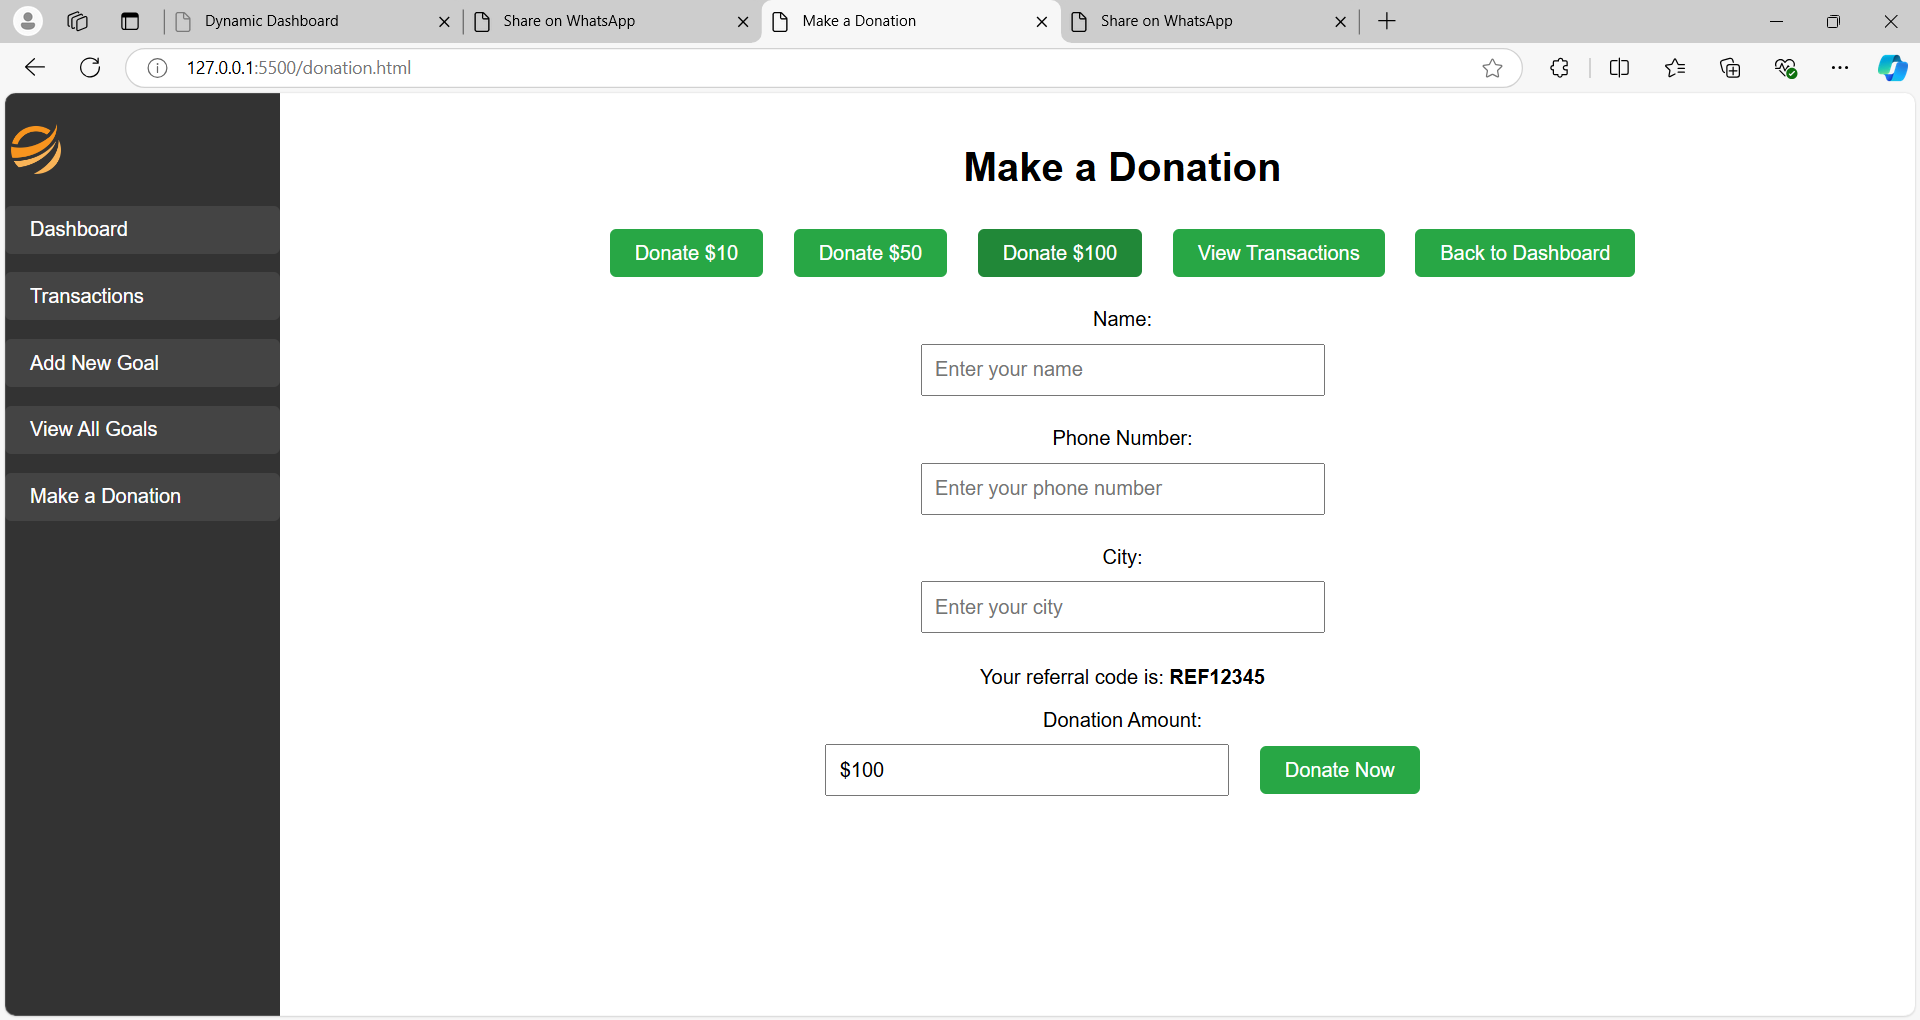 Dynamic Dashboard
Share on WhatsApp
Make a Donation
Share on WhatsApp
127.0.0.1:5500/donation.html
Dashboard
Transactions
Add New Goal
View All Goals
Make a Donation
Make a Donation
Donate $10
Donate $50
Donate $100
View Transactions
Back to Dashboard
Name:
Enter your name
Phone Number:
Enter your phone number
City:
Enter your city
Your referral code is: REF12345
Donation Amount:
$100
Donate Now